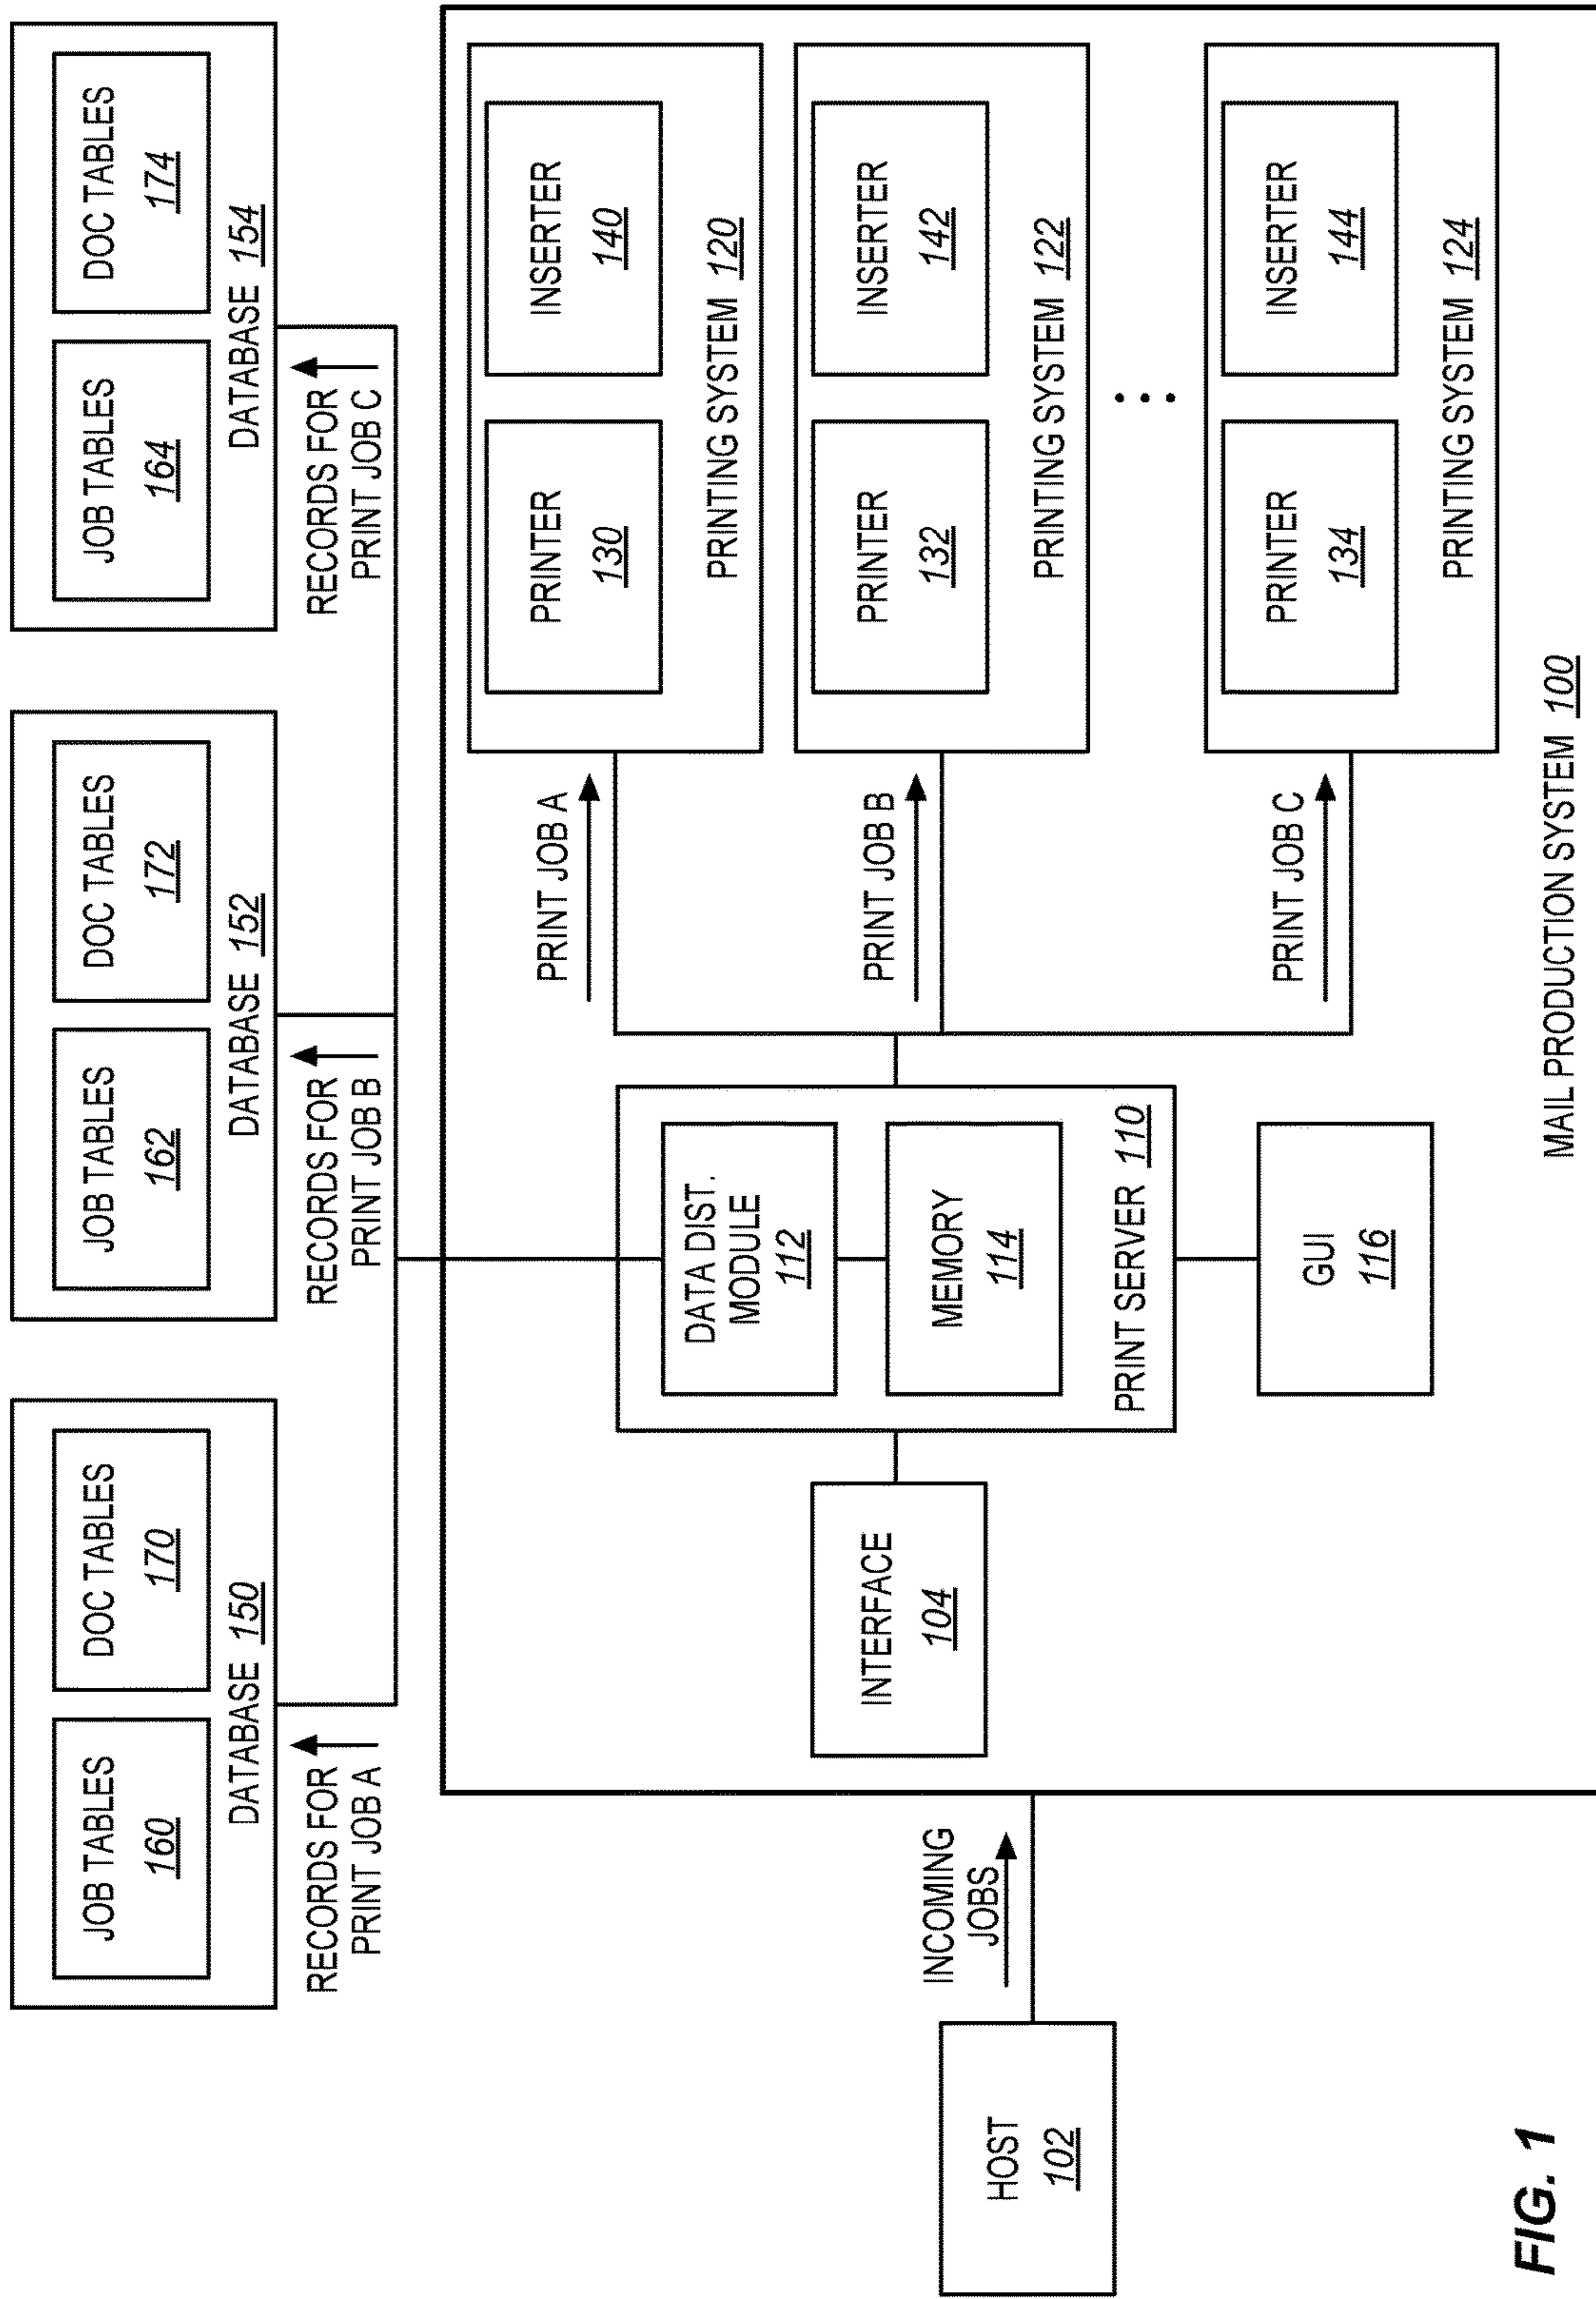 JOB TABLES
160
DOC TABLES
170
DATABASE 150
RECORDS FOR
PRINT JOB A
JOB TABLES
162
DOC TABLES
172
DATABASE 152
RECORDS FOR
PRINT JOB B
JOB TABLES
164
DOC TABLES
174
DATABASE 154
RECORDS FOR
PRINT JOB C
HOST
102
INCOMING
JOBS
INTERFACE
104
DATA DIST.
MODULE
112
MEMORY
114
PRINT SERVER 110
GUI
116
PRINT JOB A
PRINT JOB B
PRINT JOB C
PRINTER
130
INSERTER
140
PRINTING SYSTEM 120
PRINTER
132
INSERTER
142
PRINTING SYSTEM 122
PRINTER
134
INSERTER
144
PRINTING SYSTEM 124
MAIL PRODUCTION SYSTEM 100
FIG. 1